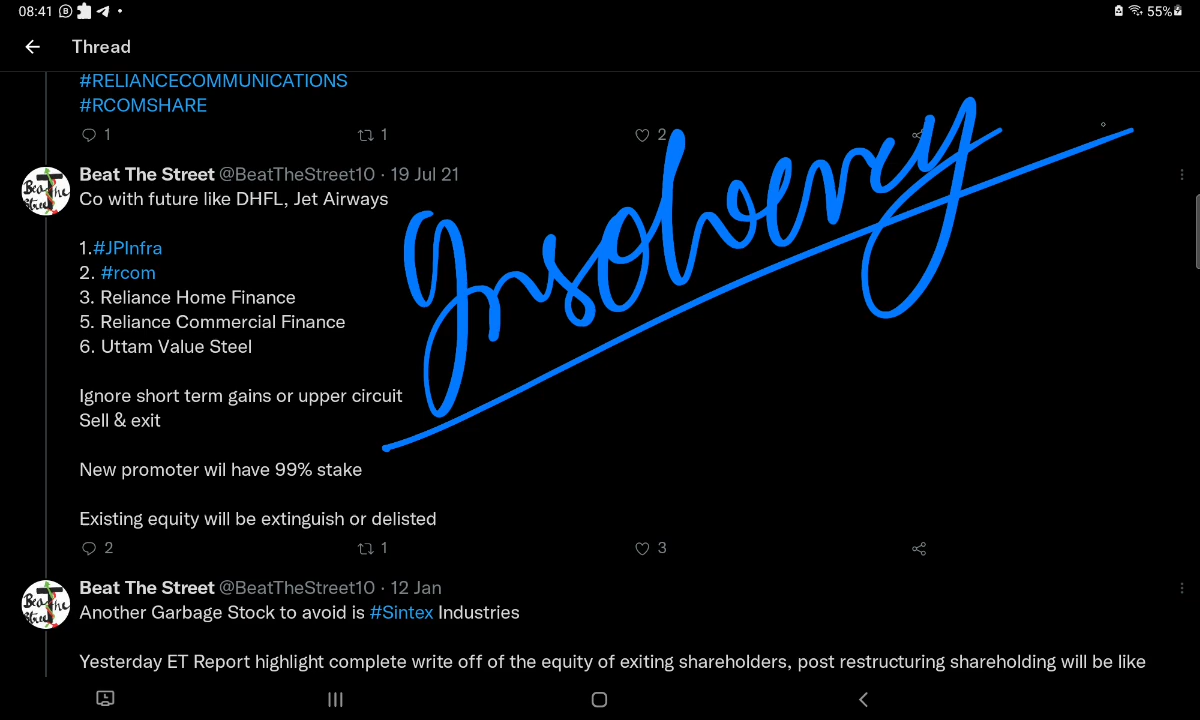 08:41 55%
Thread
#RELIANCECOMMUNICATIONS
#RCOMSHARE
1 1 2
Beat The Street @BeatTheStreet10 · 19 Jul 21
Co with future like DHFL, Jet Airways
1.#JPInfra
2. #rcom
3. Reliance Home Finance
5. Reliance Commercial Finance
6. Uttam Value Steel
Insolvency
Ignore short term gains or upper circuit
Sell & exit
New promoter wil have 99% stake
Existing equity will be extinguish or delisted
2 1 3
Beat The Street @BeatTheStreet10 · 12 Jan
Another Garbage Stock to avoid is #Sintex Industries
Yesterday ET Report highlight complete write off of the equity of exiting shareholders, post restructuring shareholding will be like